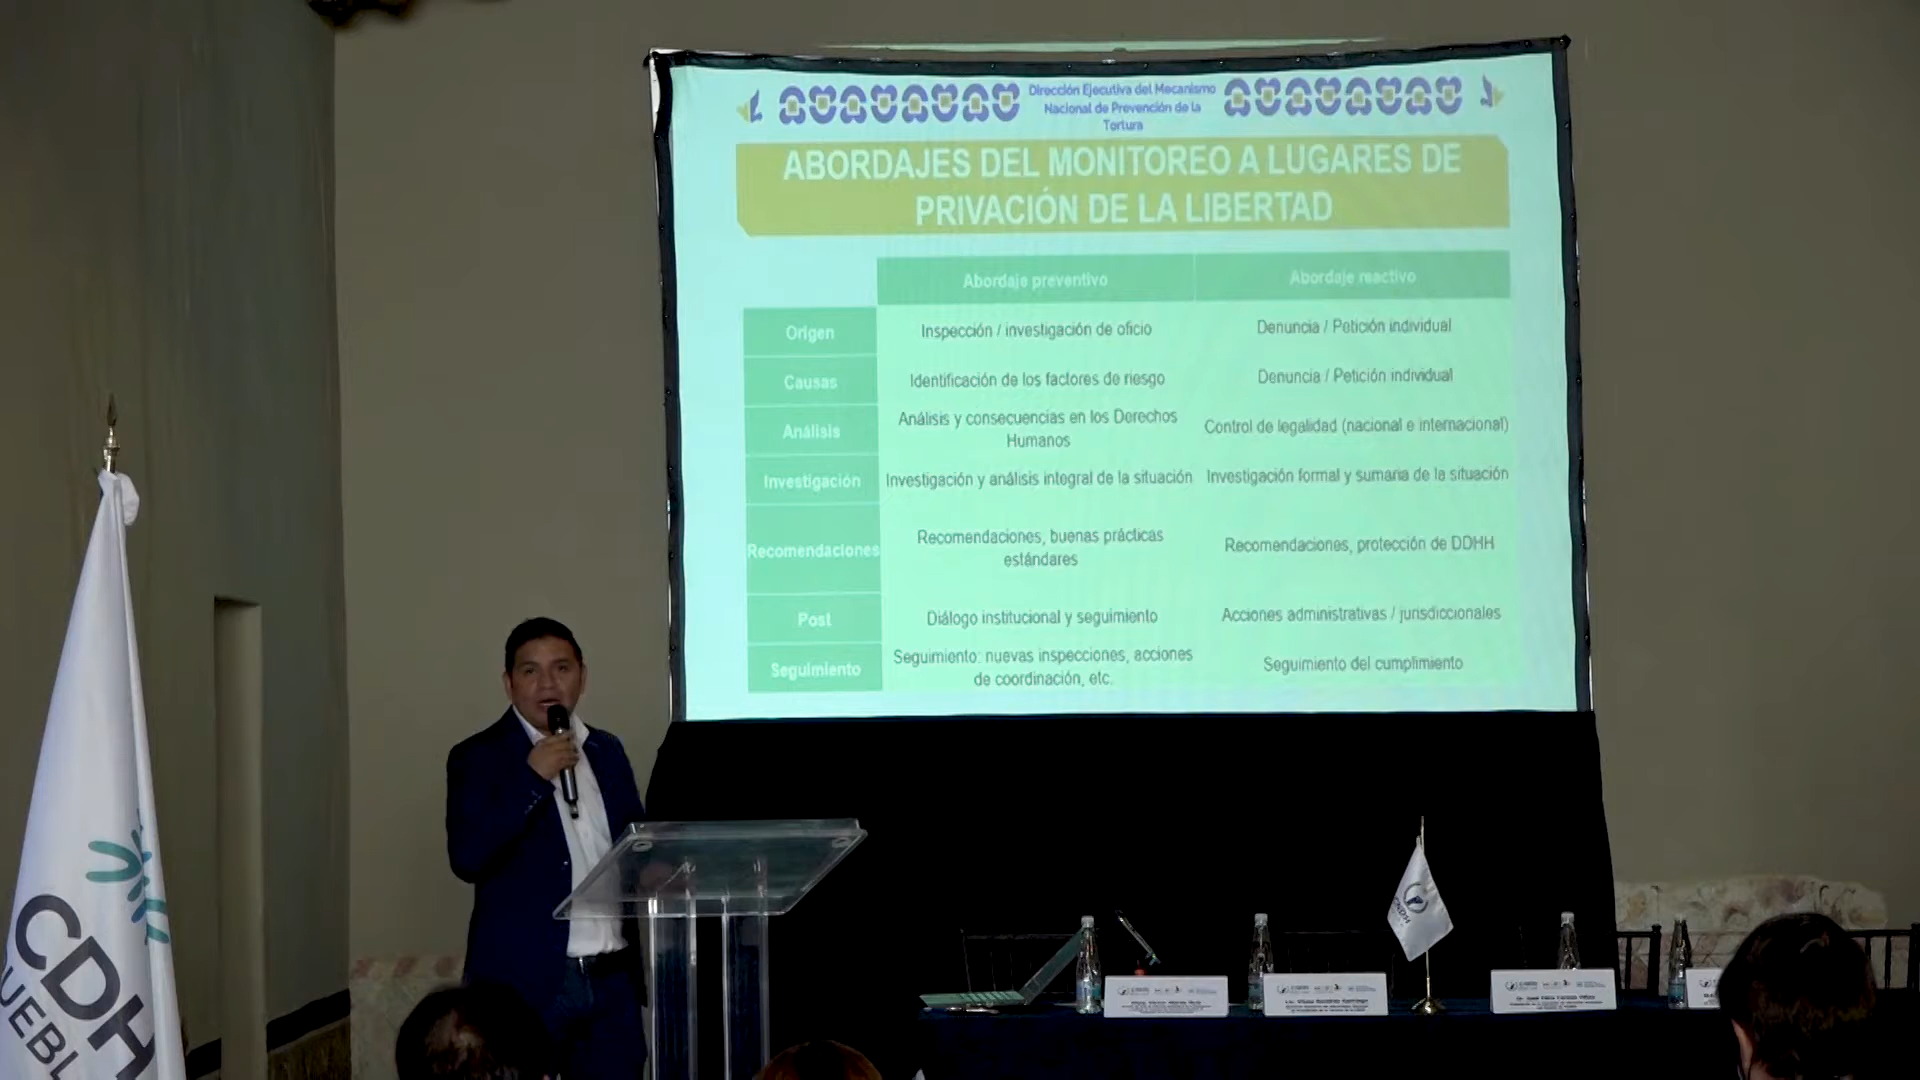 Dirección Ejecutiva del Mecanismo
Nacional de Prevención de la
Tortura
ABORDAJES DEL MONITOREO A LUGARES DE
PRIVACIÓN DE LA LIBERTAD
Abordaje preventivo
Abordaje reactivo
Origen
Inspección / investigación de oficio
Denuncia / Petición individual
Causas
Identificación de los factores de riesgo
Denuncia / Petición individual
Análisis
Análisis y consecuencias en los Derechos
Humanos
Control de legalidad (nacional e internacional)
Investigación
Investigación y análisis integral de la situación
Investigación formal y sumaria de la situación
Recomendaciones
Recomendaciones, buenas prácticas
estándares
Recomendaciones, protección de DDHH
Post
Diálogo institucional y seguimiento
Acciones administrativas / jurisdiccionales
Seguimiento
Seguimiento: nuevas inspecciones, acciones
de coordinación, etc.
Seguimiento del cumplimiento
CDH
PUEBL
CNDH